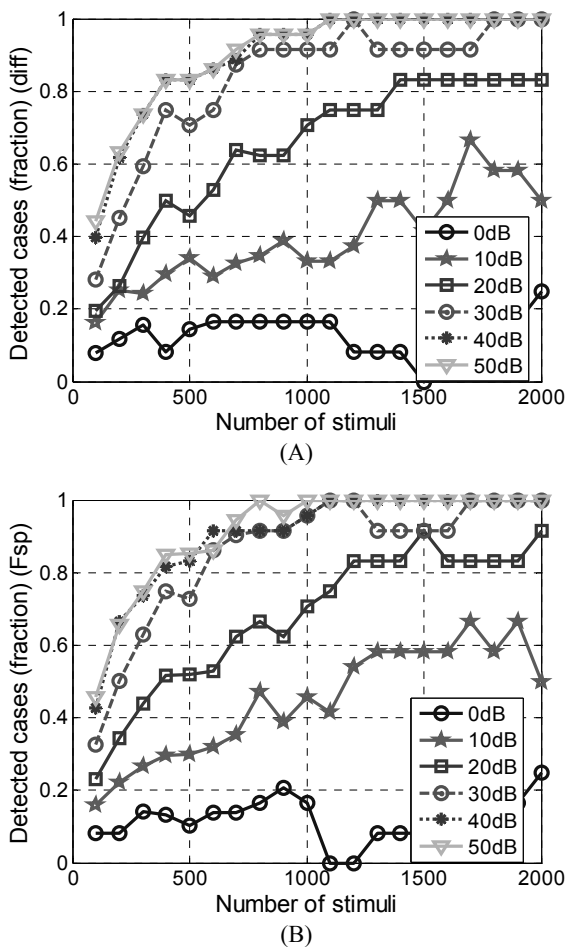 1
0.8
0.6
0.4
0.2
0
0
500
1000
1500
2000
Detected cases (fraction) (diff)
Number of stimuli
0dB
10dB
20dB
30dB
40dB
50dB
(A)
1
0.8
0.6
0.4
0.2
0
0
500
1000
1500
2000
Detected cases (fraction) (Fsp)
Number of stimuli
0dB
10dB
20dB
30dB
40dB
50dB
(B)